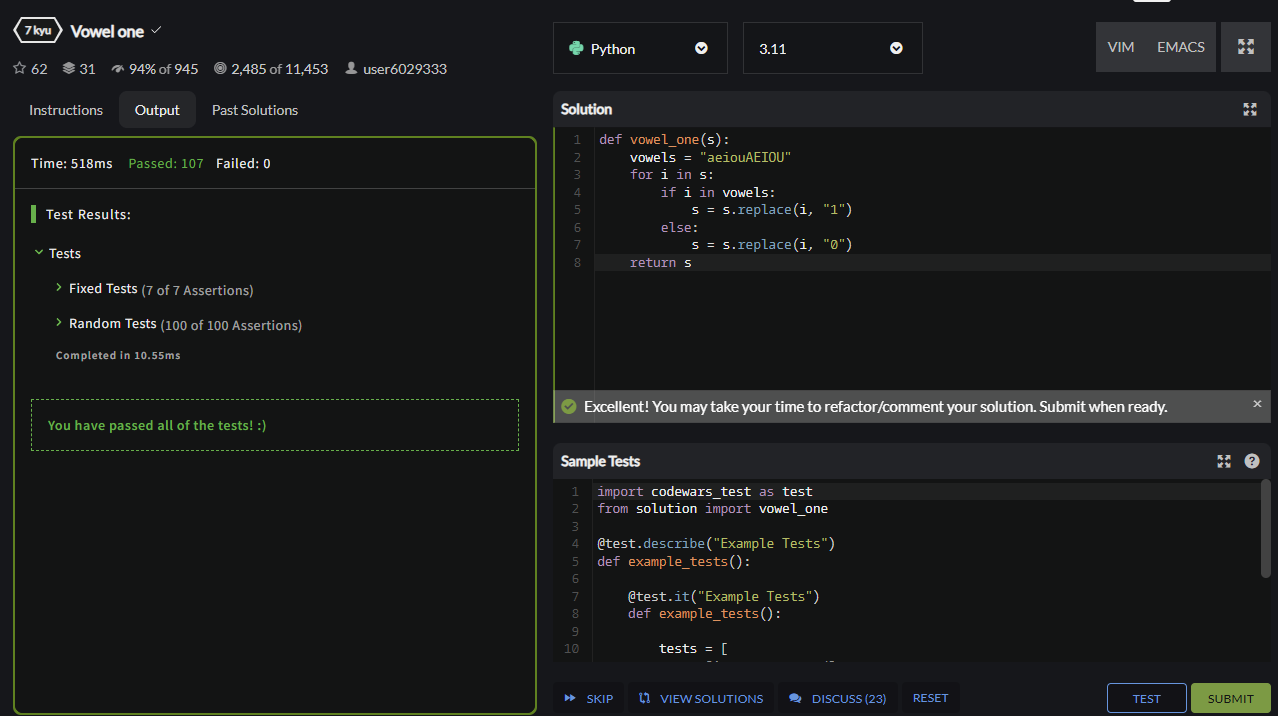 7 kyu Vowel one
62 31 94% of 945 2,485 of 11,453 user6029333
Instructions Output Past Solutions
Time: 518ms Passed: 107 Failed: 0
Test Results:
Tests
Fixed Tests (7 of 7 Assertions)
Random Tests (100 of 100 Assertions)
Completed in 10.55ms
You have passed all of the tests! :)
Python 3.11 VIM EMACS
Solution
1 def vowel_one(s):
2     vowels = "aeiouAEIOU"
3     for i in s:
4         if i in vowels:
5             s = s.replace(i, "1")
6         else:
7             s = s.replace(i, "0")
8     return s
Excellent! You may take your time to refactor/comment your solution. Submit when ready.
Sample Tests
1 import codewars_test as test
2 from solution import vowel_one
3
4 @test.describe("Example Tests")
5 def example_tests():
6
7     @test.it("Example Tests")
8     def example_tests():
9
10         tests = [
SKIP VIEW SOLUTIONS DISCUSS (23) RESET TEST SUBMIT